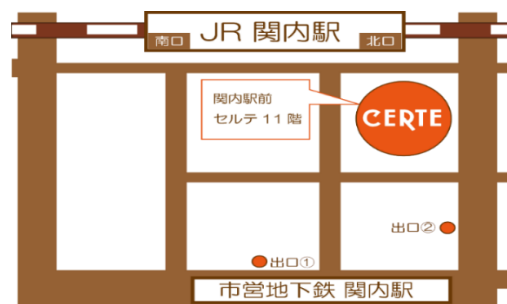 JR 関内駅
南口
北口
関内駅前
セルテ 11 階
CERTE
出口②
出口①
市営地下鉄 関内駅